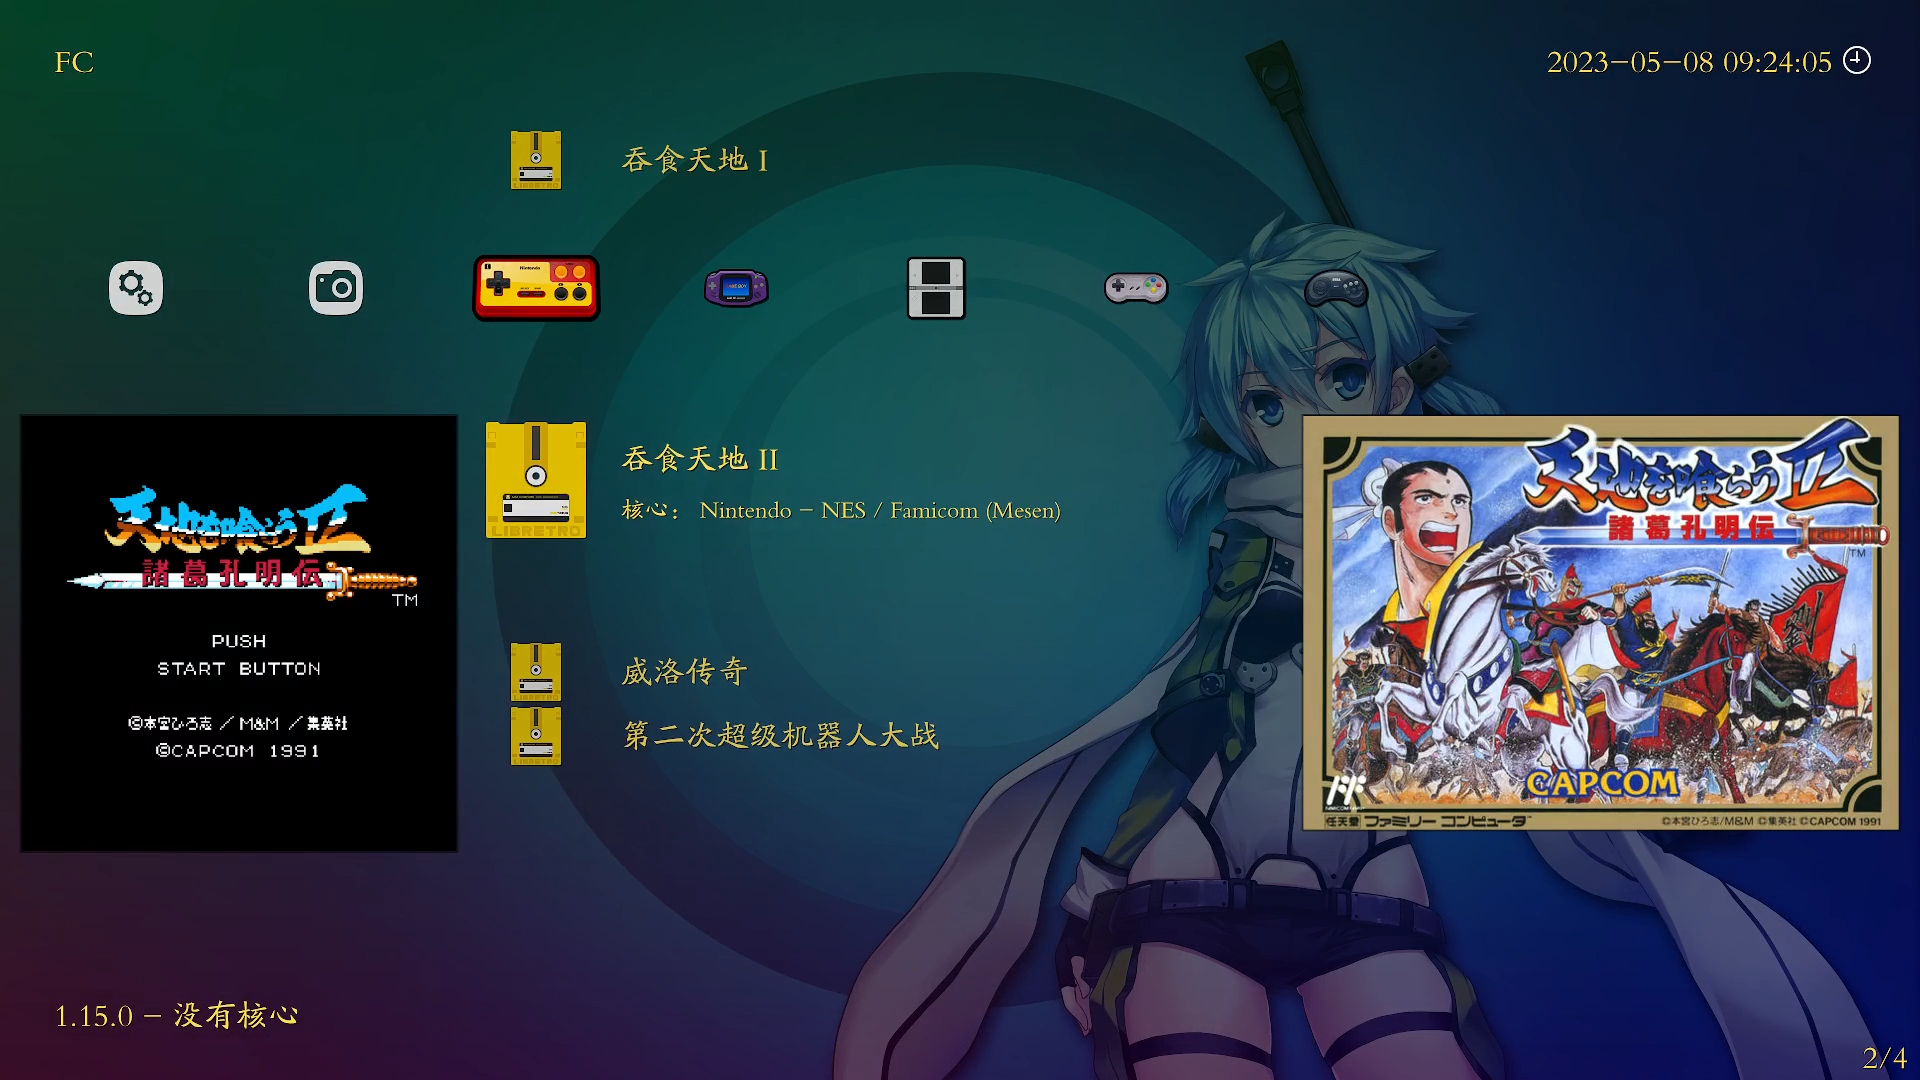 FC
2023-05-08 09:24:05
吞食天地 I
Nintendo
吞食天地 II
核心： Nintendo - NES / Famicom (Mesen)
LIBRETRO
威洛传奇
第二次超级机器人大战
天地を喰らうII
諸葛孔明伝
TM
PUSH
START BUTTON
©本宮ひろ志／M&M／集英社
©CAPCOM 1991
天地を喰らうII
諸葛孔明伝
TM
劉
CAPCOM
任天堂 ファミリーコンピュータ
©本宮ひろ志/M&M ©集英社 ©CAPCOM 1991
1.15.0 - 没有核心
2/4